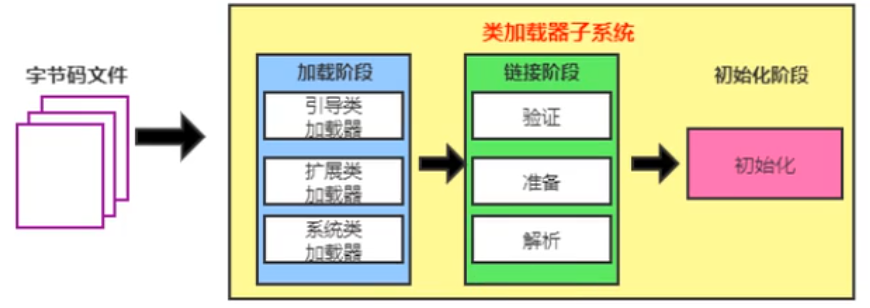 类加载器子系统
字节码文件
加载阶段
引导类
加载器
扩展类
加载器
系统类
加载器
链接阶段
验证
准备
解析
初始化阶段
初始化